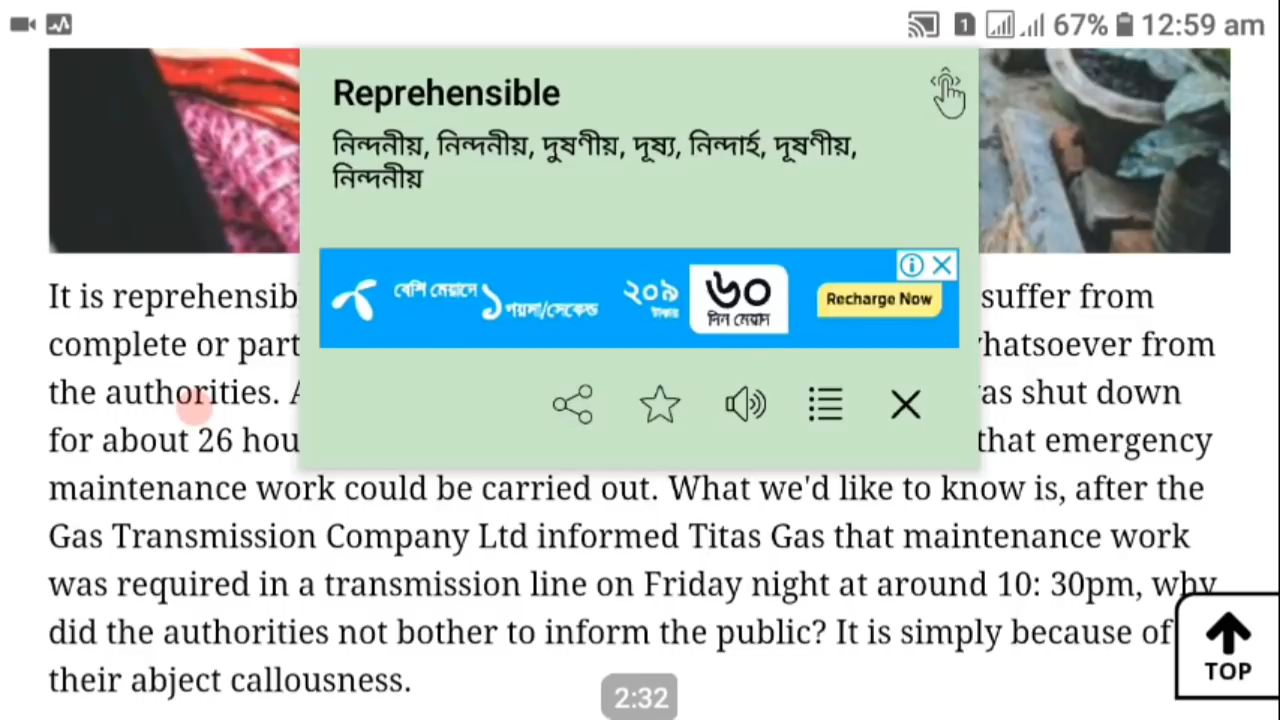 1 67% 12:59 am
Reprehensible
নিন্দনীয়, নিন্দনীয়, দুষণীয়, দূষ্য, নিন্দার্হ, দূষণীয়,
নিন্দনীয়
বেশি মেয়াদে ১ পয়সা/সেকেন্ড ২০৯ টাকায় ৬০ দিন মেয়াদ Recharge Now
It is reprehensib suffer from
complete or part whatsoever from
the authorities. A as shut down
for about 26 hou that emergency
maintenance work could be carried out. What we'd like to know is, after the
Gas Transmission Company Ltd informed Titas Gas that maintenance work
was required in a transmission line on Friday night at around 10: 30pm, why
did the authorities not bother to inform the public? It is simply because of
their abject callousness.
TOP
2:32